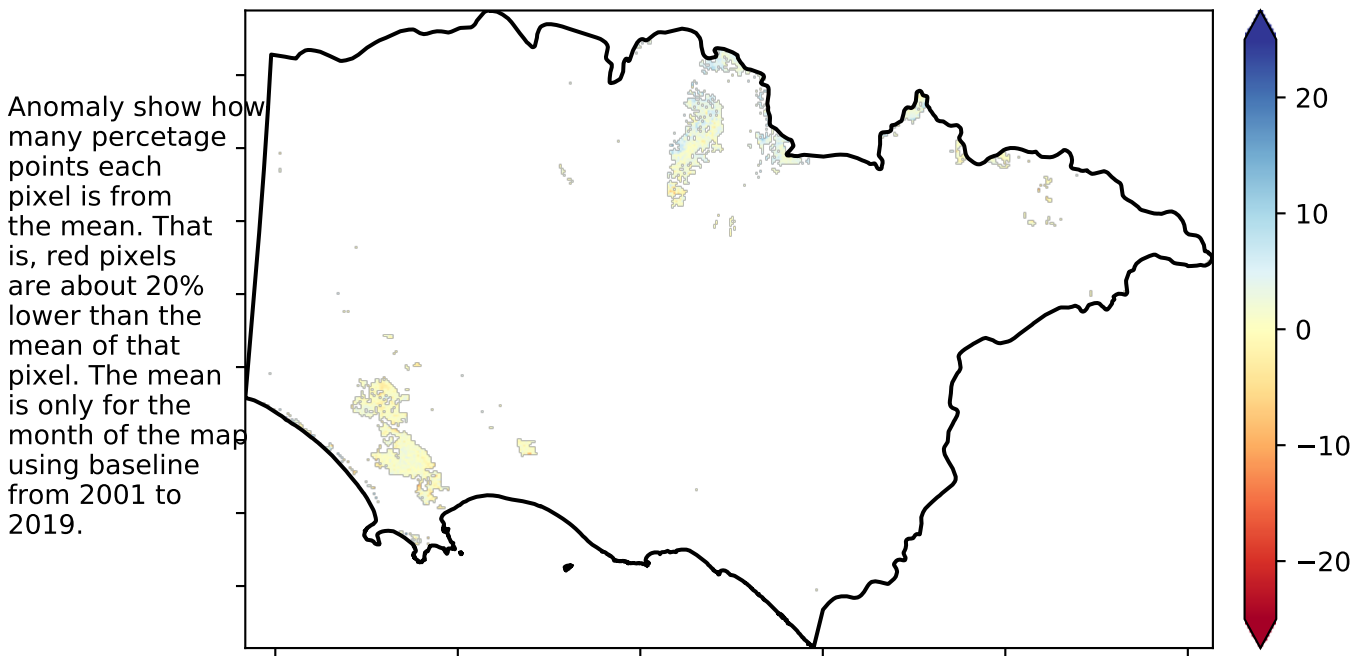 Anomaly show how
many percetage
points each
pixel is from
the mean. That
is, red pixels
are about 20%
lower than the
mean of that
pixel. The mean
is only for the
month of the map
using baseline
from 2001 to
2019.
20
10
0
−10
−20